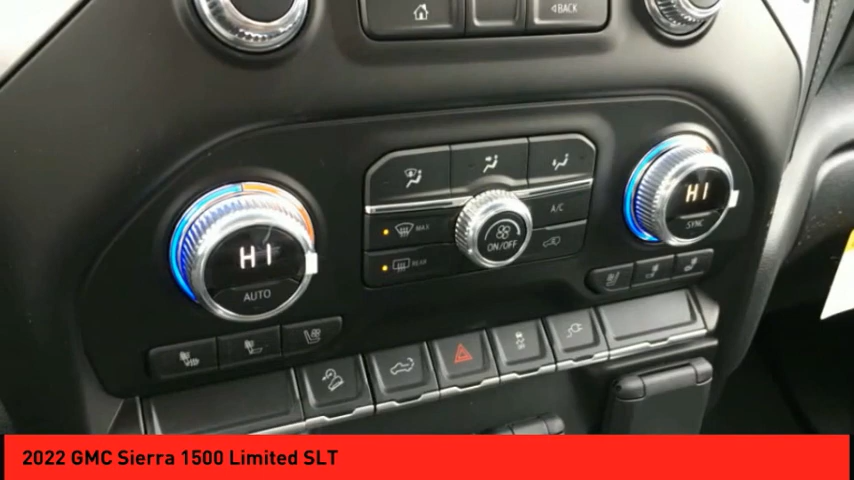 BACK
HI
AUTO
MAX
REAR
ON/OFF
A/C
HI
SYNC
2022 GMC Sierra 1500 Limited SLT